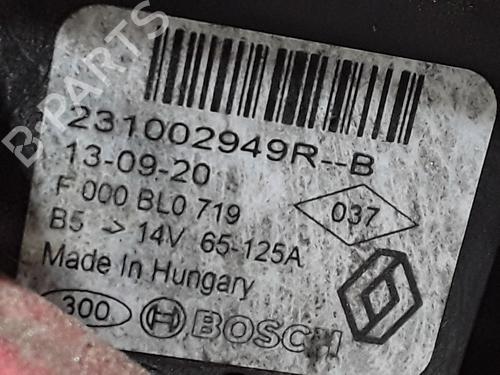 231002949R--B
13-09-20
F 000 BL0 719
037
B5 -> 14V 65-125A
Made In Hungary
300 BOSCH
B-PARTS